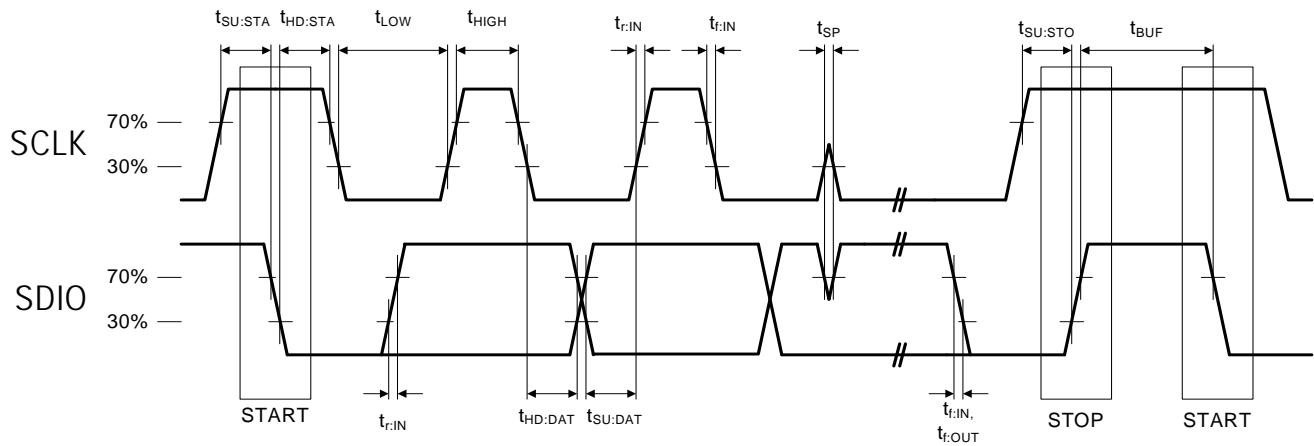 tSU:STA tHD:STA tLOW tHIGH tr:IN tf:IN tSP tSU:STO tBUF
SCLK
70%
30%
SDIO
70%
30%
START
tr:IN
tHD:DAT tSU:DAT
tf:IN,
tf:OUT
STOP
START